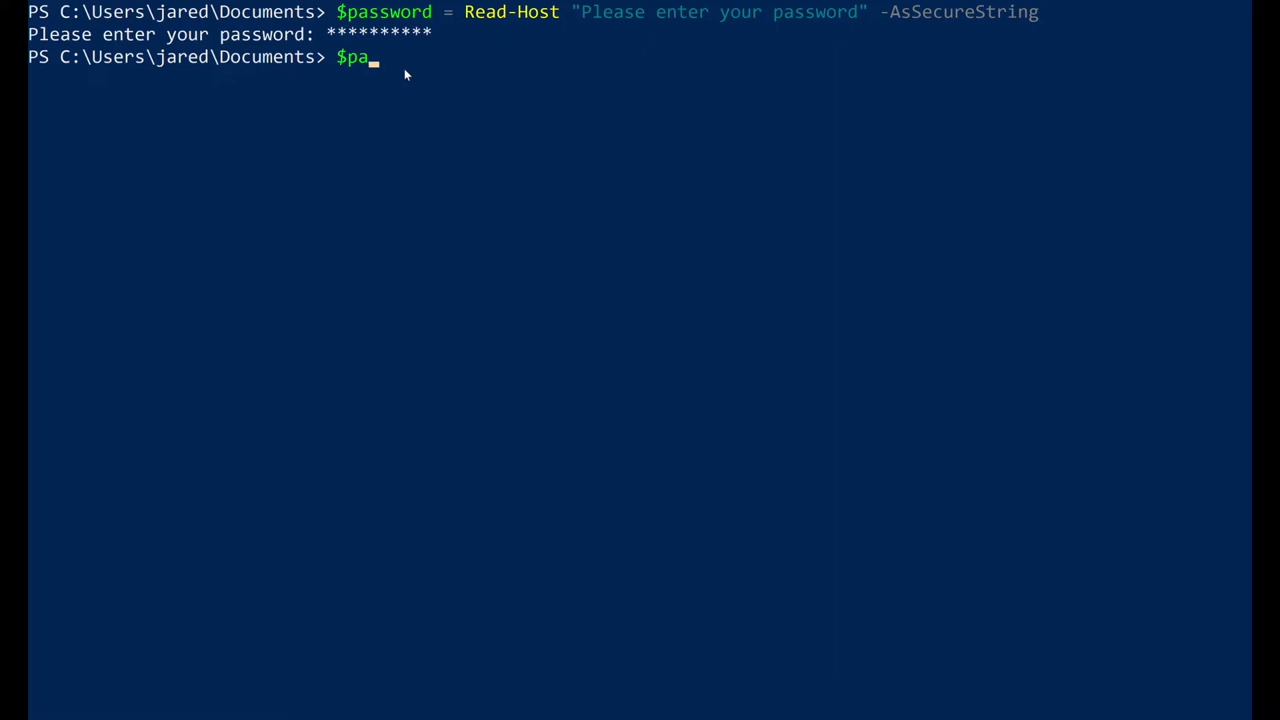 PS C:\Users\jared\Documents> $password = Read-Host "Please enter your password" -AsSecureString
Please enter your password: **********
PS C:\Users\jared\Documents> $pa_